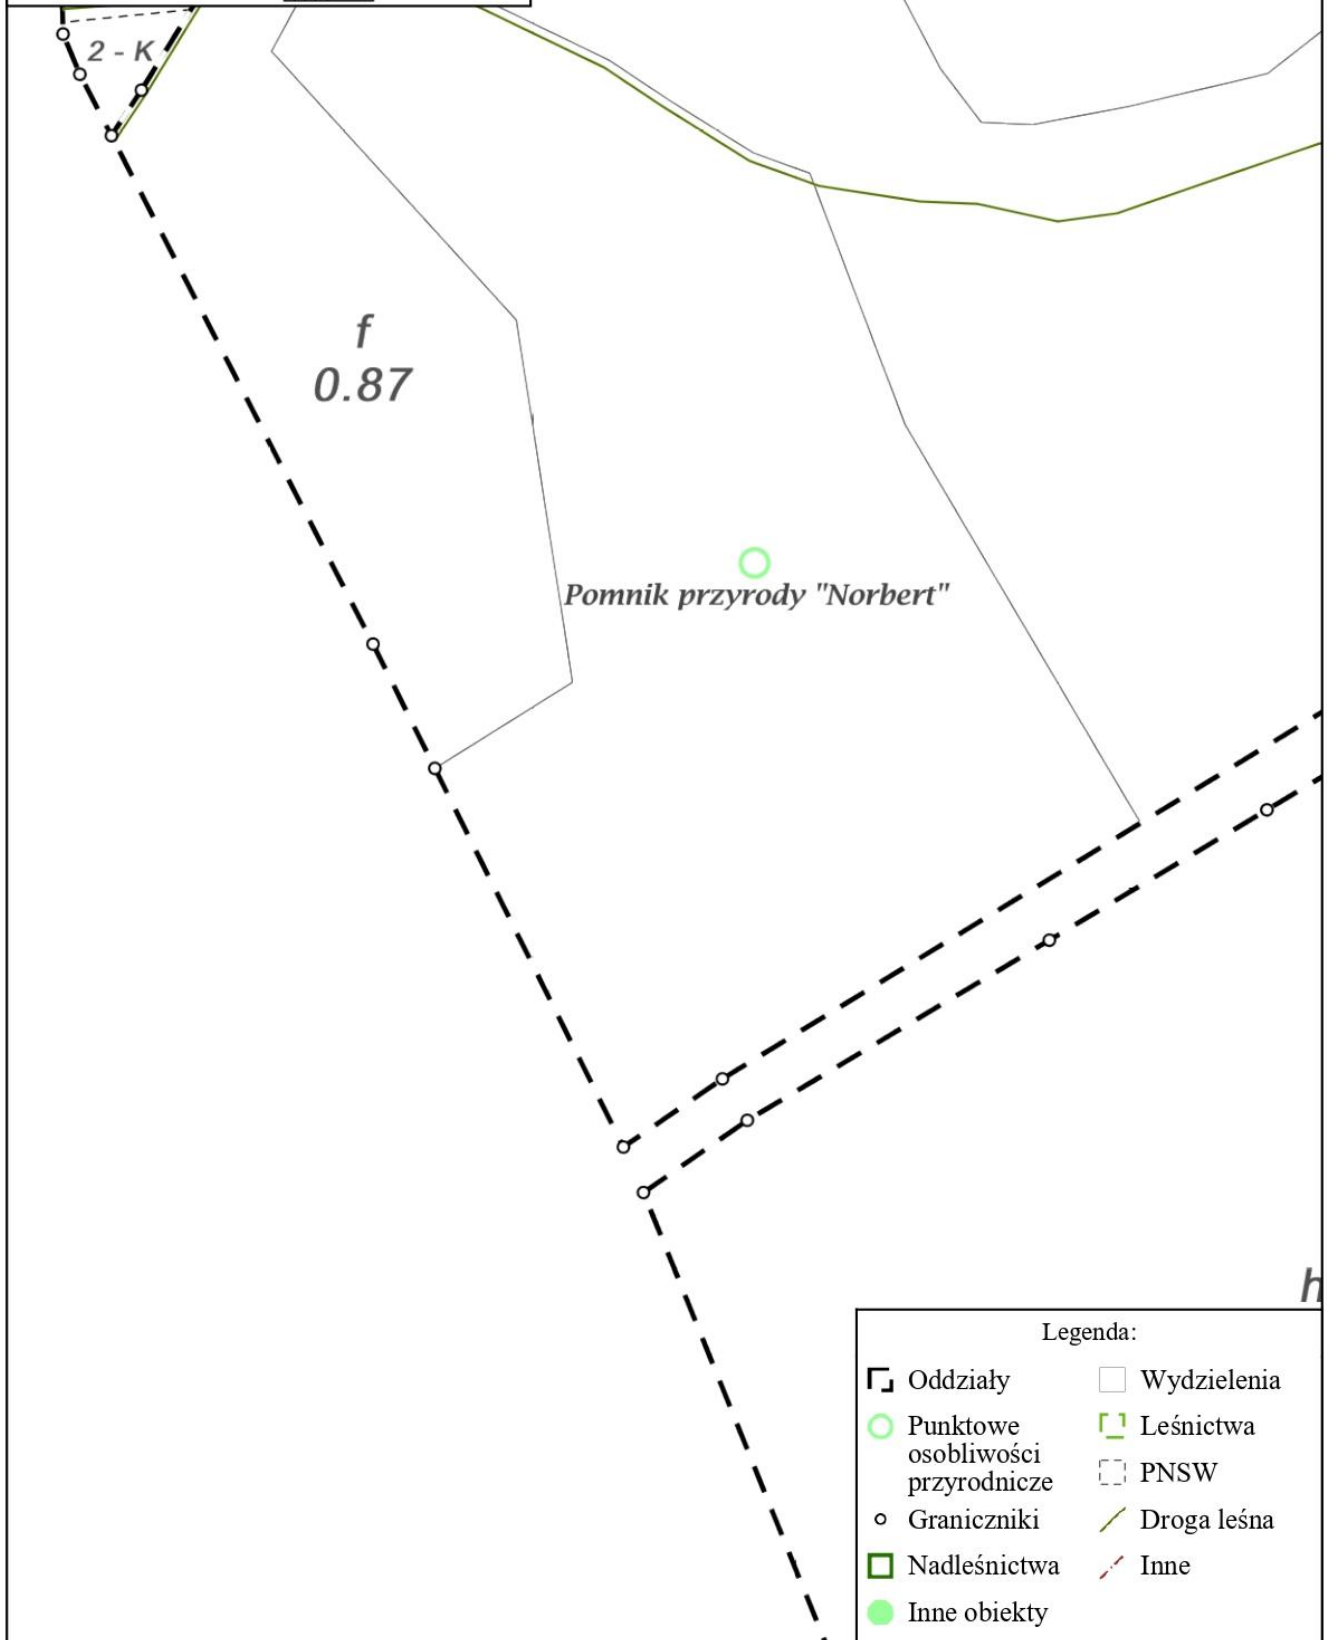 2 - K
f
0.87
Pomnik przyrody "Norbert"
h
Legenda:
Oddziały
Punktowe
osobliwości
przyrodnicze
Graniczniki
Nadleśnictwa
Inne obiekty
Wydzielenia
Leśnictwa
PNSW
Droga leśna
Inne